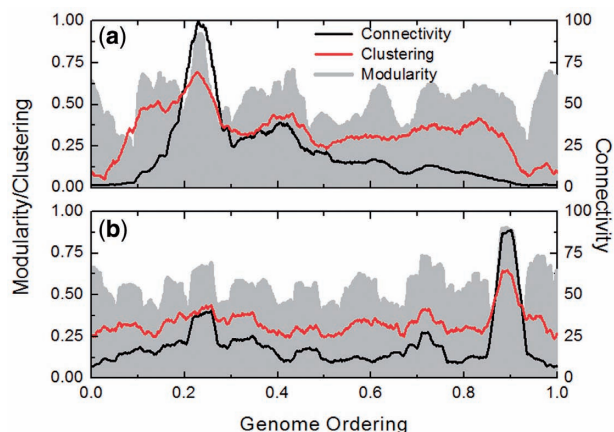 (a)
Connectivity
Clustering
Modularity
1.00
0.75
0.50
0.25
0.00
100
75
50
25
0
(b)
1.00
0.75
0.50
0.25
0.00
100
75
50
25
0
0.0 0.2 0.4 0.6 0.8 1.0
Modularity/Clustering
Connectivity
Genome Ordering